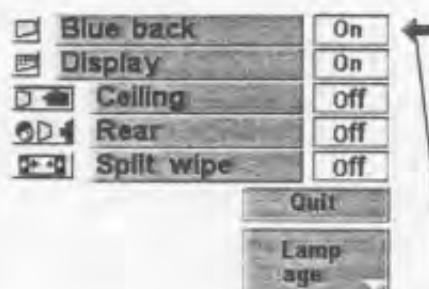 Blue back On
Display On
Ceiling Off
Rear Off
Split wipe Off
Quit
Lamp
age